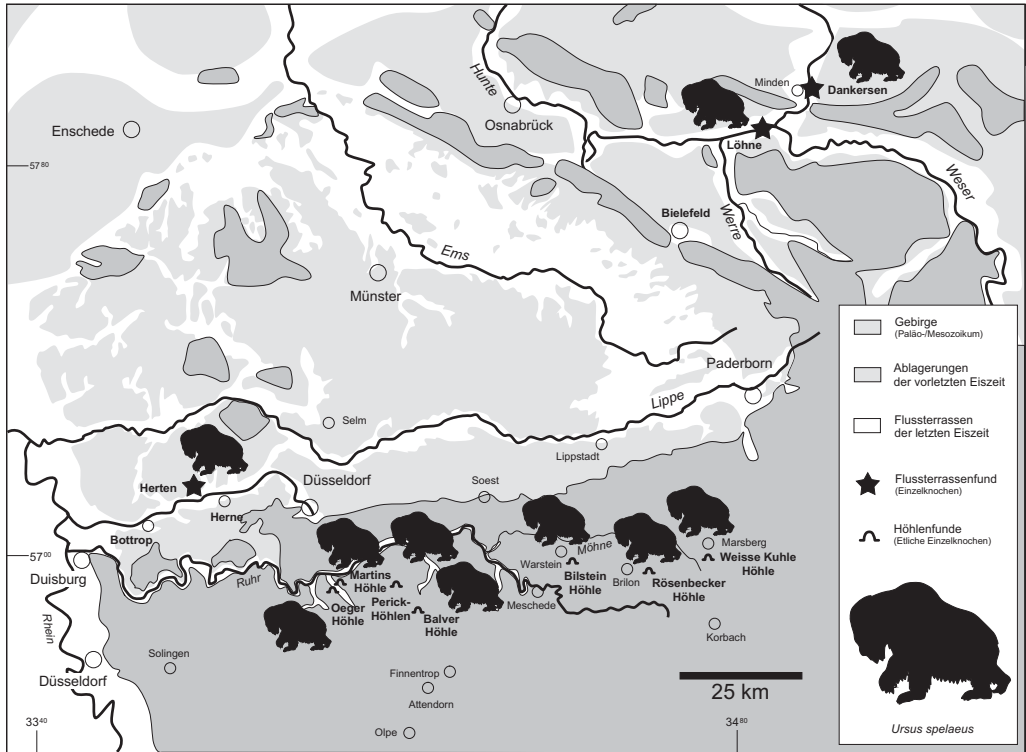 Hunte
Minden
Dankersen
Enschede
Osnabrück
Löhne
57 80
Weser
Bielefeld
Werre
Ems
Münster
Gebirge
(Paläo-/Mesozoikum)
Ablagerungen
der vorletzten Eiszeit
Flussterrassen
der letzten Eiszeit
Flussterrassenfund
(Einzelknochen)
Höhlenfunde
(Etliche Einzelknochen)
Ursus spelaeus
Paderborn
Lippe
Selm
Lippstadt
Herten
Düsseldorf
Soest
Herne
Bottrop
57 00
Duisburg
Ruhr
Martins
Höhle
Oeger
Höhle
Perick-
Höhlen
Balver
Höhle
Möhne
Warstein
Bilstein
Höhle
Meschede
Brilon
Rösenbecker
Höhle
Marsberg
Weisse Kuhle
Höhle
Korbach
Rhein
Solingen
Düsseldorf
Finnentrop
Attendorn
Olpe
25 km
33 40
34 80